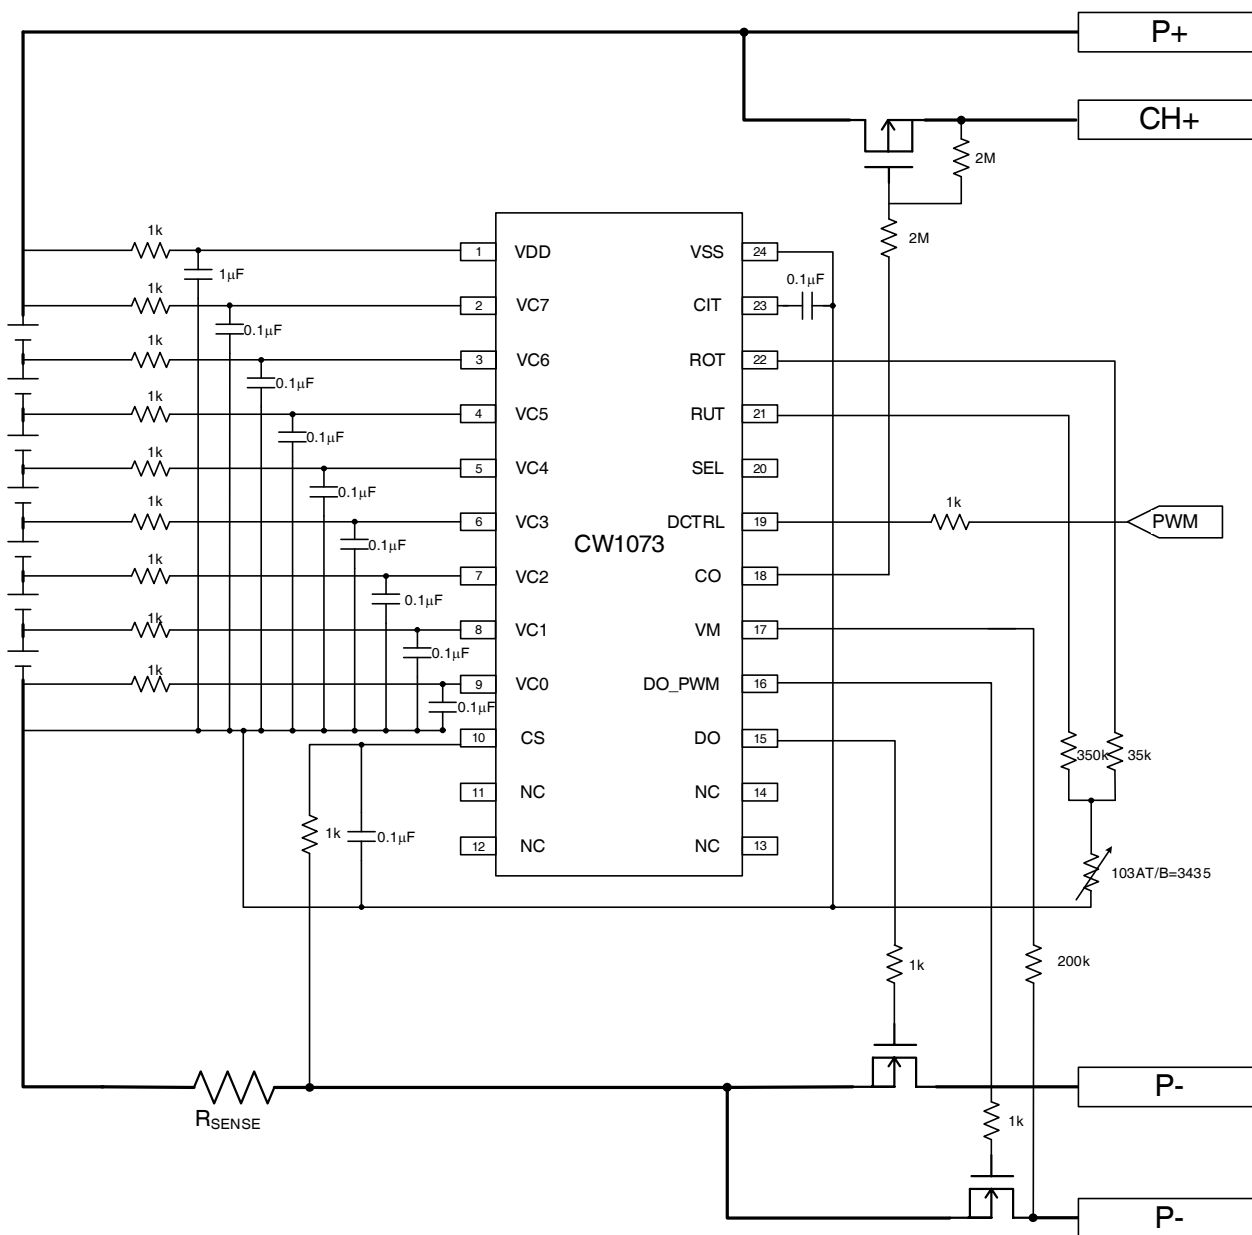 P+
CH+
2M
2M
1k
1 VDD VSS 24
1µF
0.1µF
1k
2 VC7 CIT 23
0.1µF
1k
3 VC6 ROT 22
0.1µF
1k
4 VC5 RUT 21
0.1µF
1k
5 VC4 SEL 20
0.1µF
1k
6 VC3 DCTRL 19
1k
PWM
CW1073
0.1µF
1k
7 VC2 CO 18
0.1µF
1k
8 VC1 VM 17
0.1µF
1k
9 VC0 DO_PWM 16
0.1µF
10 CS DO 15
350k
35k
11 NC NC 14
1k
0.1µF
12 NC NC 13
103AT/B=3435
1k
200k
RSENSE
P-
1k
P-